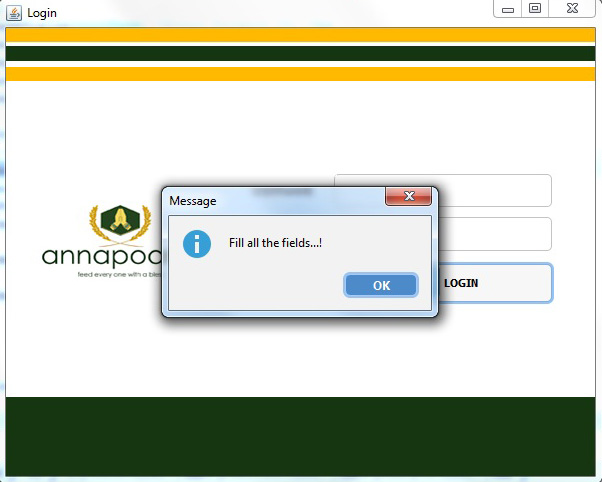 Login
Message
Fill all the fields...!
OK
annapoo
feed every one with a ble
LOGIN